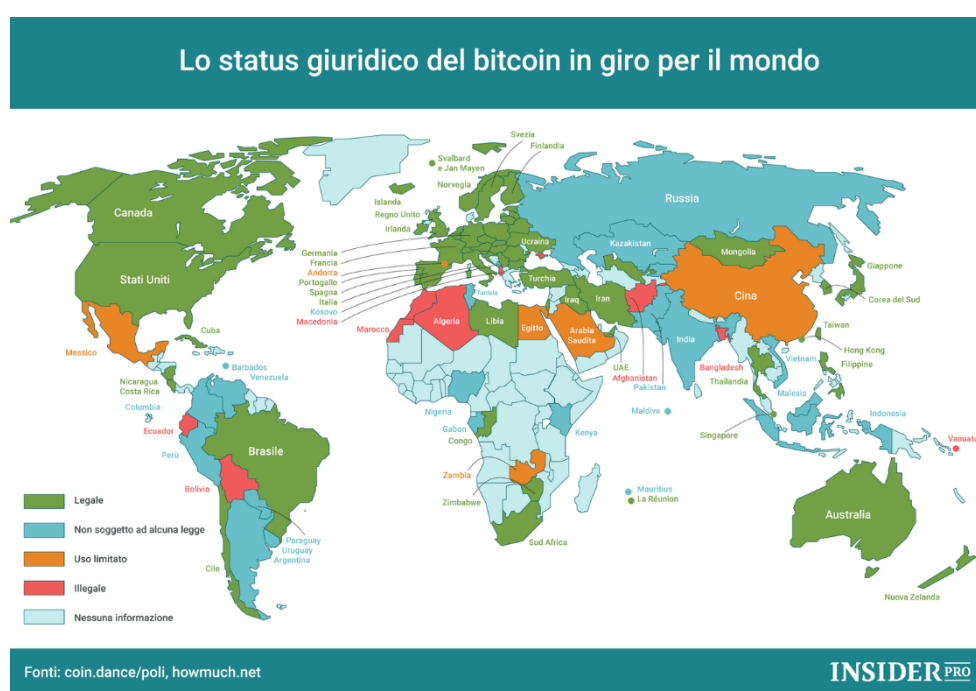 Lo status giuridico del bitcoin in giro per il mondo
Svezia
Finlandia
Svalbard
e Jan Mayen
Norvegia
Islanda
Regno Unito
Irlanda
Russia
Canada
Ucraina
Kazakistan
Mongolia
Germania
Francia
Andorra
Portogallo
Spagna
Italia
Kosovo
Macedonia
Stati Uniti
Turchia
Giappone
Corea del Sud
Cina
Tunisia
Iraq
Iran
Marocco
Algeria
Libia
Egitto
Arabia
Saudita
India
Taiwan
Cuba
Messico
Hong Kong
Filippine
UAE
Afghanistan
Pakistan
Bangladesh
Thailandia
Vietnam
Barbados
Venezuela
Nicaragua
Costa Rica
Columbia
Ecuador
Perù
Malesia
Maldive
Nigeria
Gabon
Congo
Kenya
Indonesia
Singapore
Vanuatu
Brasile
Bolivia
Zambia
Zimbabwe
Mauritius
La Réunion
Australia
Paraguay
Uruguay
Argentina
Sud Africa
Cile
Nuova Zelanda
Legale
Non soggetto ad alcuna legge
Uso limitato
Illegale
Nessuna informazione
Fonti: coin.dance/poli, howmuch.net
INSIDER PRO